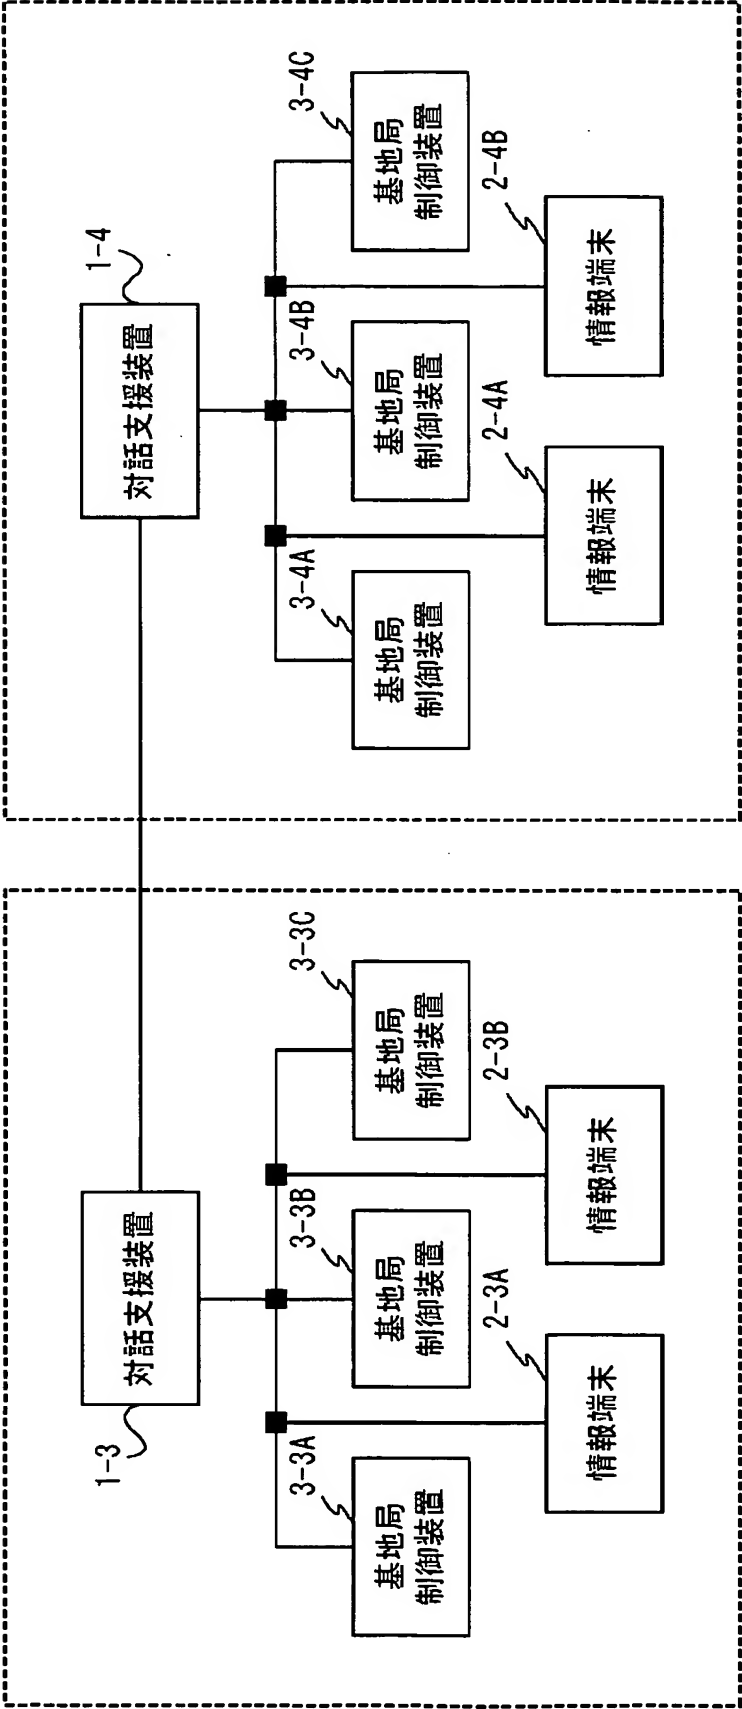 1-3
対話支援装置
3-3A
基地局
制御装置
3-3B
基地局
制御装置
3-3C
基地局
制御装置
2-3A
情報端末
2-3B
情報端末
1-4
対話支援装置
3-4A
基地局
制御装置
3-4B
基地局
制御装置
3-4C
基地局
制御装置
2-4A
情報端末
2-4B
情報端末